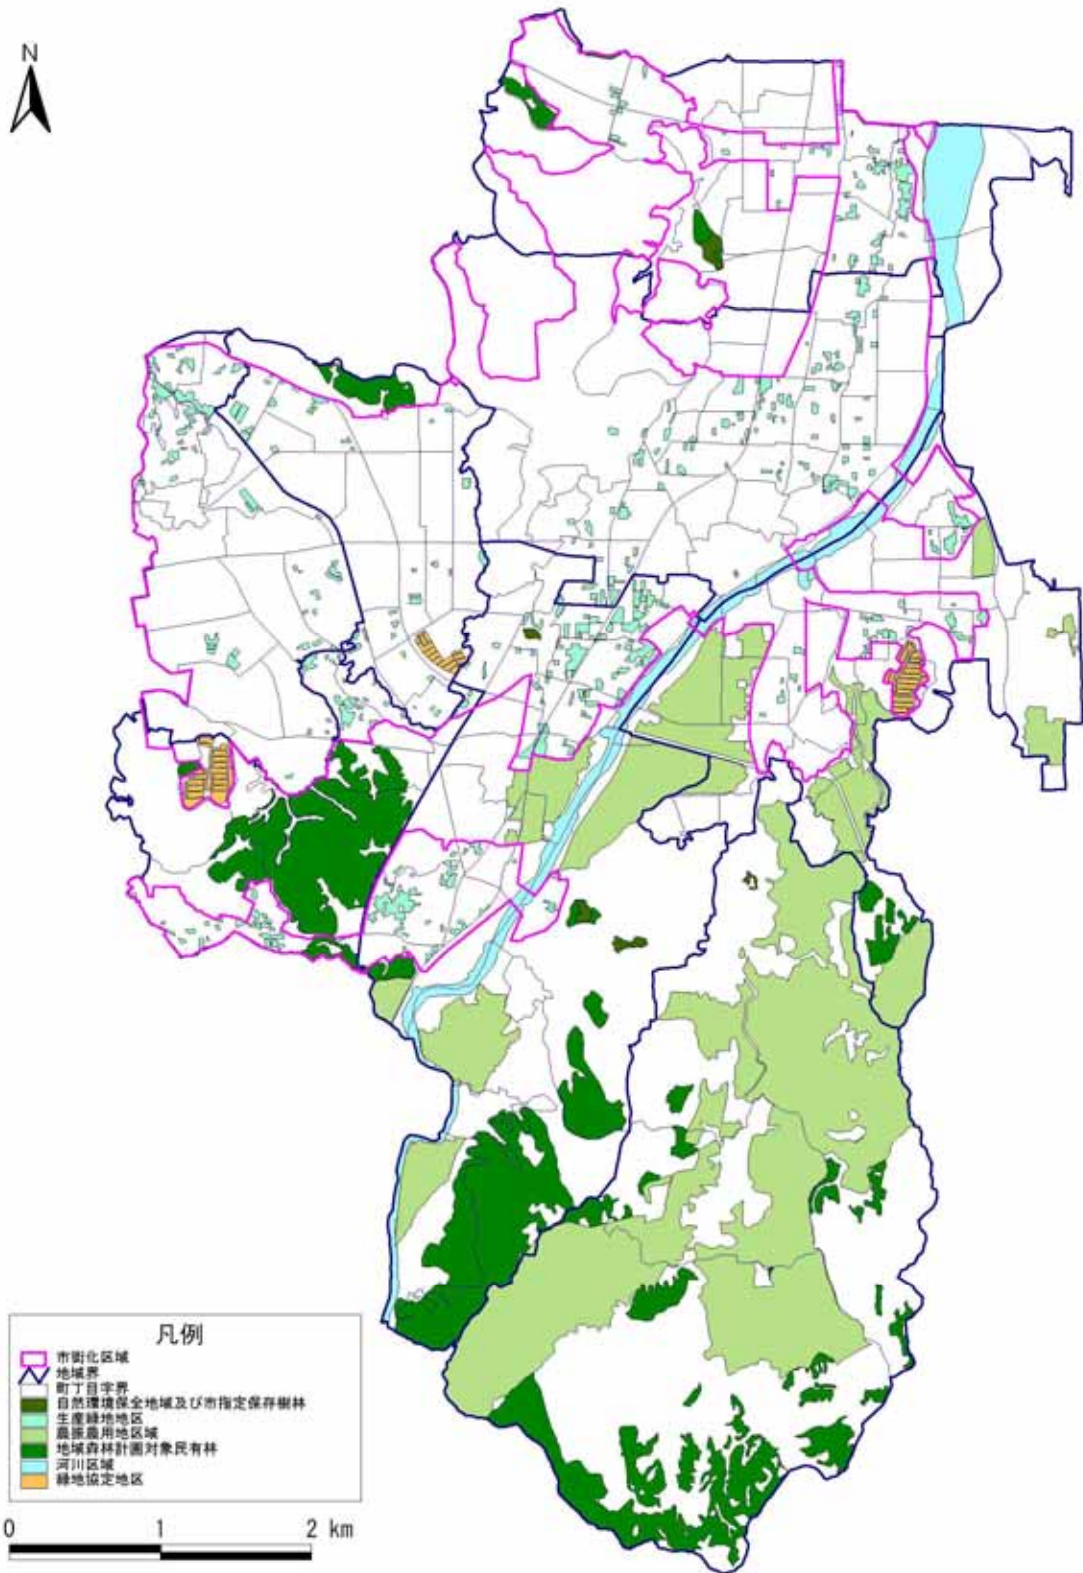 N
凡例
市街化区域
地域界
町丁目字界
自然環境保全地域及び市指定保存樹林
生産緑地地区
農振農用地区域
地域森林計画対象民有林
河川区域
緑地協定地区
0 1 2 km